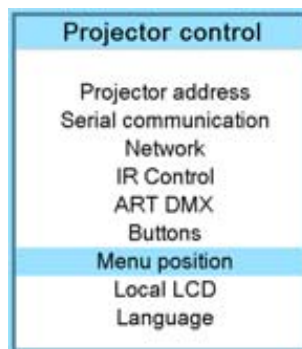 Projector control
Projector address
Serial communication
Network
IR Control
ART DMX
Buttons
Menu position
Local LCD
Language